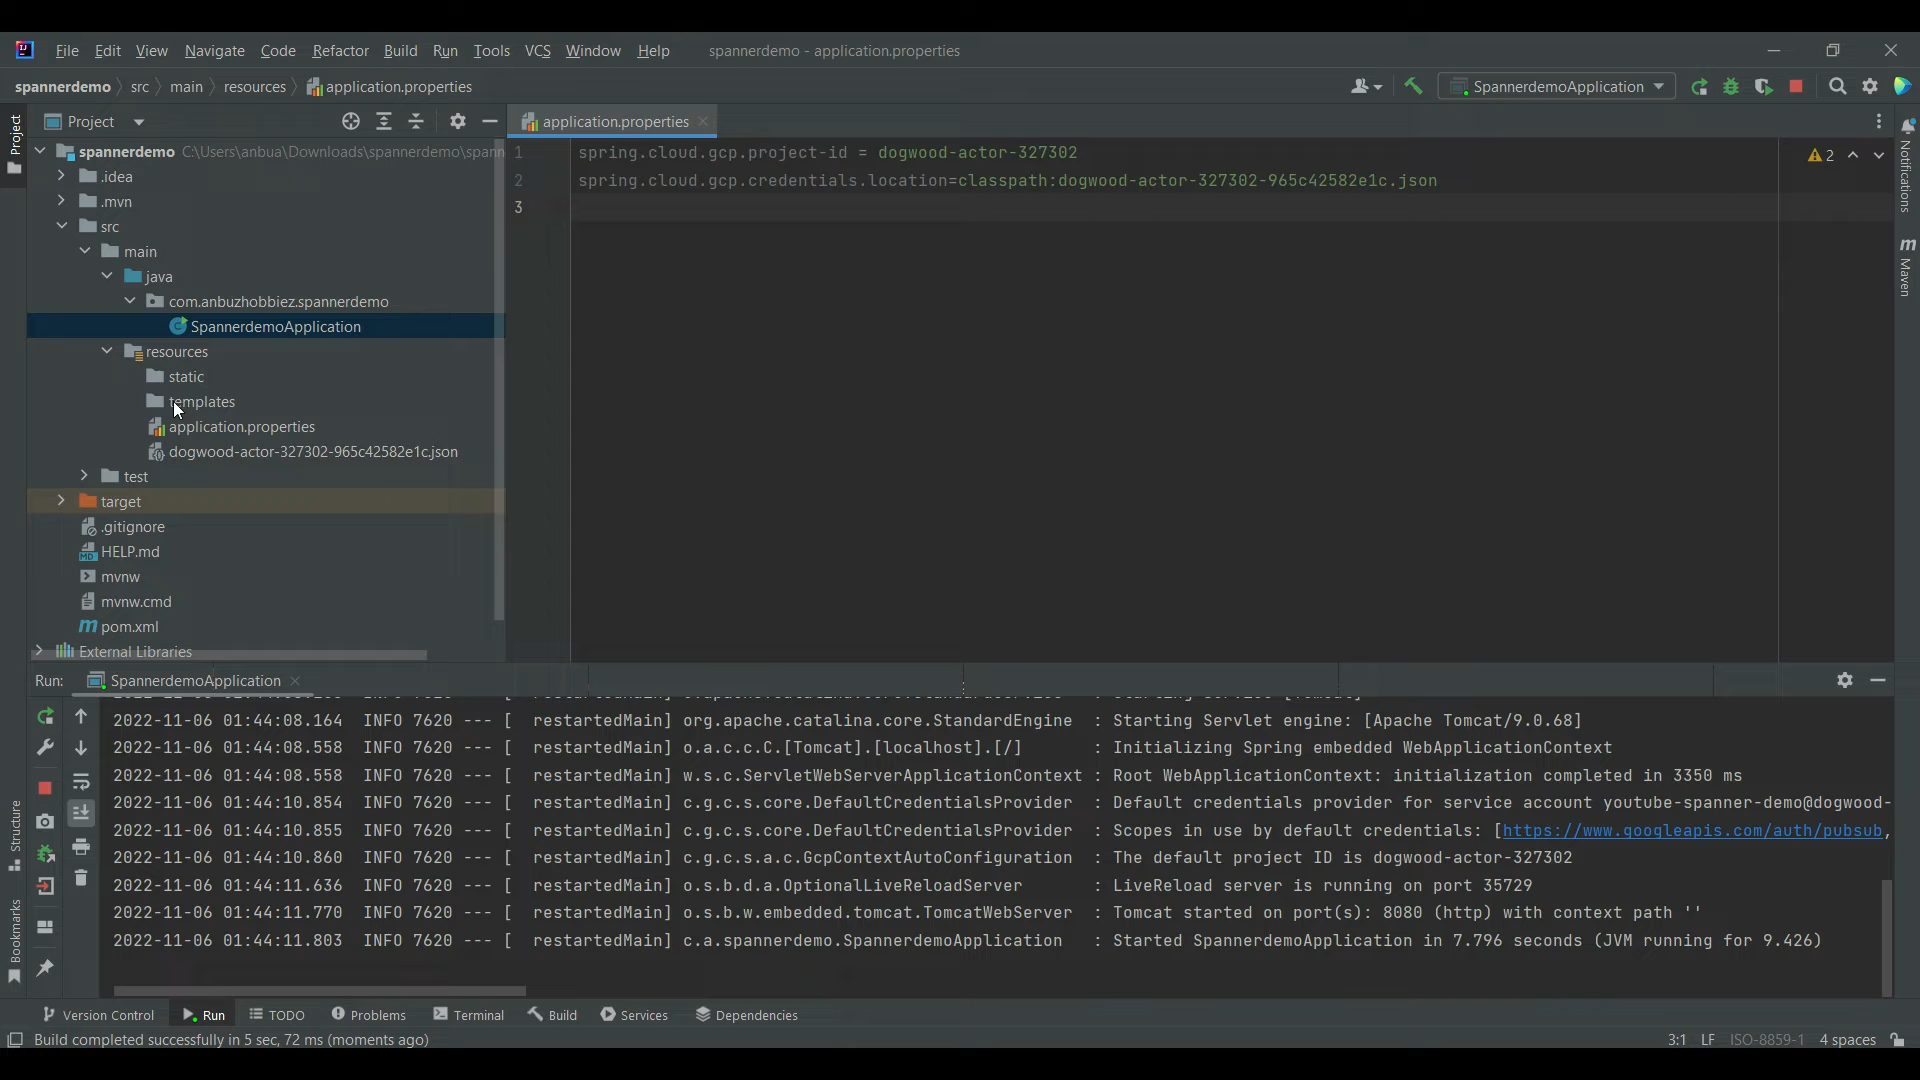 File Edit View Navigate Code Refactor Build Run Tools VCS Window Help spannerdemo - application.properties
spannerdemo src main resources application.properties SpannerdemoApplication
Project
Project
application.properties
spannerdemo C:\Users\anbua\Downloads\spannerdemo\spann
.idea
.mvn
src
main
java
com.anbuzhobbiez.spannerdemo
SpannerdemoApplication
resources
static
templates
application.properties
dogwood-actor-327302-965c42582e1c.json
test
target
.gitignore
HELP.md
mvnw
mvnw.cmd
pom.xml
External Libraries
1 spring.cloud.gcp.project-id = dogwood-actor-327302
2 spring.cloud.gcp.credentials.location=classpath:dogwood-actor-327302-965c42582e1c.json
3
2
Notifications
Maven
Run: SpannerdemoApplication
2022-11-06 01:44:08.164 INFO 7620 --- [ restartedMain] org.apache.catalina.core.StandardEngine : Starting Servlet engine: [Apache Tomcat/9.0.68]
2022-11-06 01:44:08.558 INFO 7620 --- [ restartedMain] o.a.c.c.C.[Tomcat].[localhost].[/] : Initializing Spring embedded WebApplicationContext
2022-11-06 01:44:08.558 INFO 7620 --- [ restartedMain] w.s.c.ServletWebServerApplicationContext : Root WebApplicationContext: initialization completed in 3350 ms
2022-11-06 01:44:10.854 INFO 7620 --- [ restartedMain] c.g.c.s.core.DefaultCredentialsProvider : Default credentials provider for service account youtube-spanner-demo@dogwood-
2022-11-06 01:44:10.855 INFO 7620 --- [ restartedMain] c.g.c.s.core.DefaultCredentialsProvider : Scopes in use by default credentials: [https://www.googleapis.com/auth/pubsub,
2022-11-06 01:44:10.860 INFO 7620 --- [ restartedMain] c.g.c.s.a.c.GcpContextAutoConfiguration : The default project ID is dogwood-actor-327302
2022-11-06 01:44:11.636 INFO 7620 --- [ restartedMain] o.s.b.d.a.OptionalLiveReloadServer : LiveReload server is running on port 35729
2022-11-06 01:44:11.770 INFO 7620 --- [ restartedMain] o.s.b.w.embedded.tomcat.TomcatWebServer : Tomcat started on port(s): 8080 (http) with context path ''
2022-11-06 01:44:11.803 INFO 7620 --- [ restartedMain] c.a.spannerdemo.SpannerdemoApplication : Started SpannerdemoApplication in 7.796 seconds (JVM running for 9.426)
Structure
Bookmarks
Version Control Run TODO Problems Terminal Build Services Dependencies
Build completed successfully in 5 sec, 72 ms (moments ago) 3:1 LF ISO-8859-1 4 spaces